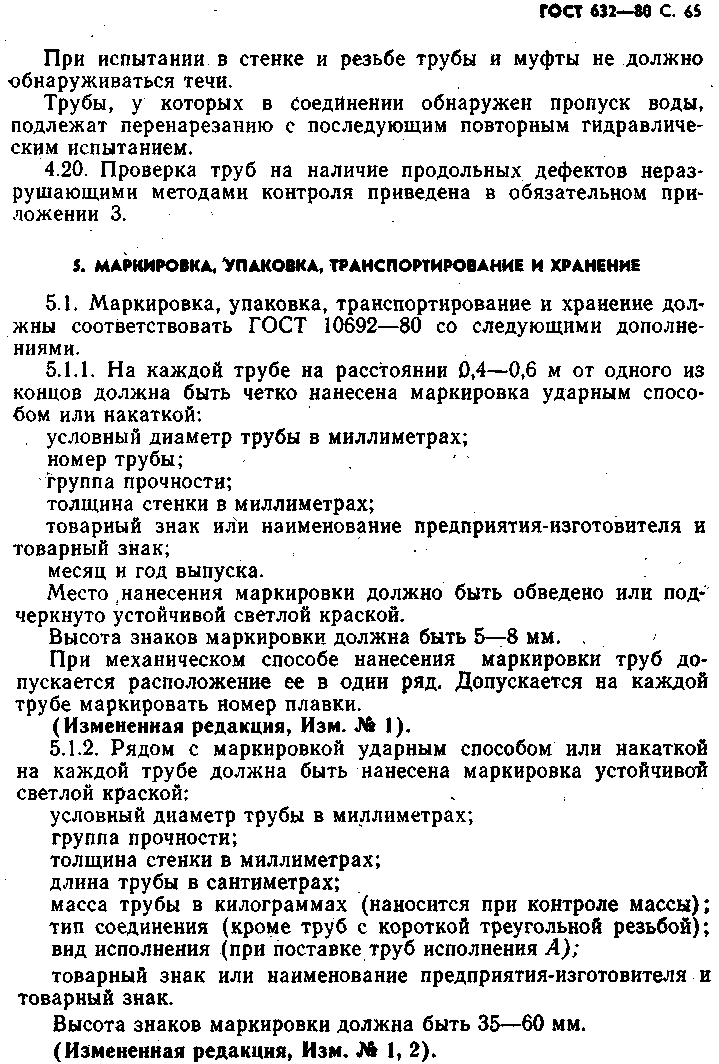 ГОСТ 632—80 С. 65
При испытании в стенке и резьбе трубы и муфты не должно
обнаруживаться течи.
Трубы, у которых в соединении обнаружен пропуск воды,
подлежат перенарезанию с последующим повторным гидравличе-
ским испытанием.
4.20. Проверка труб на наличие продольных дефектов нераз-
рушающими методами контроля приведена в обязательном при-
ложении 3.
5. МАРКИРОВКА, УПАКОВКА, ТРАНСПОРТИРОВАНИЕ И ХРАНЕНИЕ
5.1. Маркировка, упаковка, транспортирование и хранение дол-
жны соответствовать ГОСТ 10692—80 со следующими дополне-
ниями.
5.1.1. На каждой трубе на расстоянии 0,4—0,6 м от одного из
концов должна быть четко нанесена маркировка ударным спосо-
бом или накаткой:
условный диаметр трубы в миллиметрах;
номер трубы;
группа прочности;
толщина стенки в миллиметрах;
товарный знак или наименование предприятия-изготовителя и
товарный знак;
месяц и год выпуска.
Место нанесения маркировки должно быть обведено или под-
черкнуто устойчивой светлой краской.
Высота знаков маркировки должна быть 5—8 мм.
При механическом способе нанесения маркировки труб до-
пускается расположение ее в один ряд. Допускается на каждой
трубе маркировать номер плавки.
(Измененная редакция, Изм. № 1).
5.1.2. Рядом с маркировкой ударным способом или накаткой
на каждой трубе должна быть нанесена маркировка устойчивой
светлой краской:
условный диаметр трубы в миллиметрах;
группа прочности;
толщина стенки в миллиметрах;
длина трубы в сантиметрах;
масса трубы в килограммах (наносится при контроле массы);
тип соединения (кроме труб с короткой треугольной резьбой);
вид исполнения (при поставке труб исполнения А);
товарный знак или наименование предприятия-изготовителя и
товарный знак.
Высота знаков маркировки должна быть 35—60 мм.
(Измененная редакция, Изм. № 1, 2).